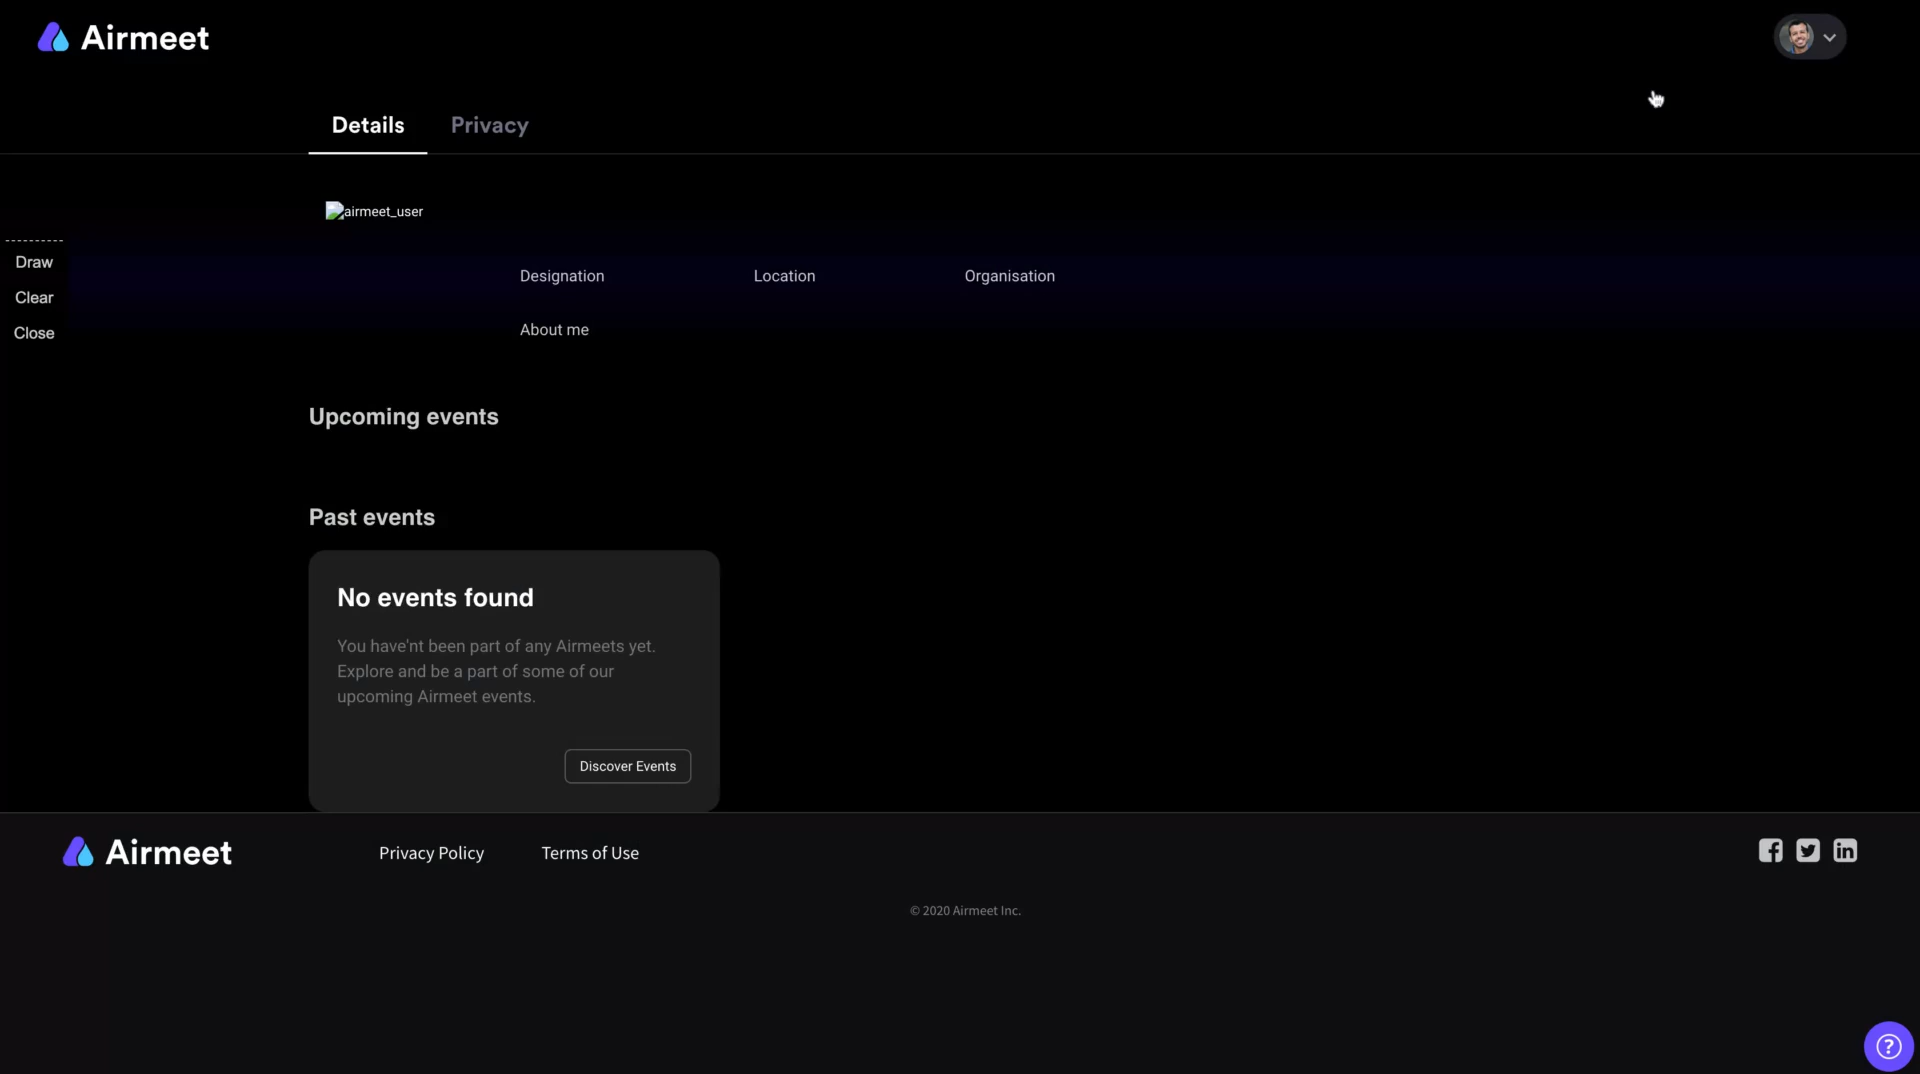 Airmeet
Details
Privacy
airmeet_user
Draw
Clear
Close
Designation
Location
Organisation
About me
Upcoming events
Past events
No events found
You have'nt been part of any Airmeets yet.
Explore and be a part of some of our
upcoming Airmeet events.
Discover Events
Airmeet
Privacy Policy
Terms of Use
© 2020 Airmeet Inc.